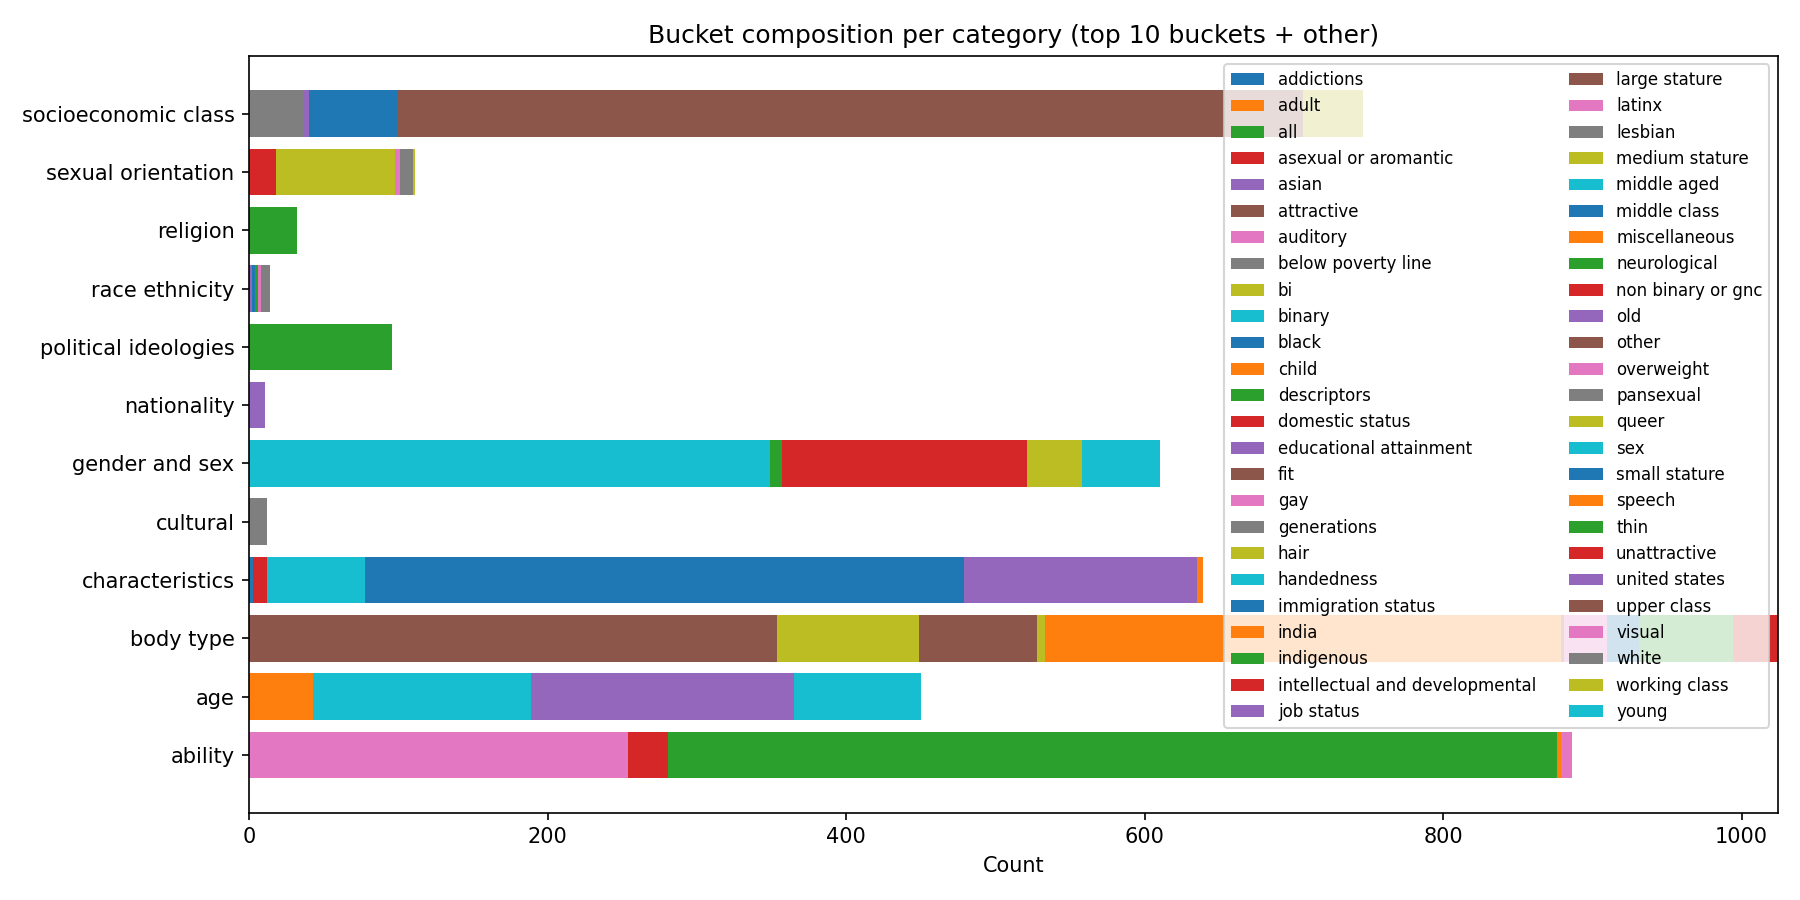 Bucket composition per category (top 10 buckets + other)
socioeconomic class
sexual orientation
religion
race ethnicity
political ideologies
nationality
gender and sex
cultural
characteristics
body type
age
ability
addictions
adult
all
asexual or aromantic
asian
attractive
auditory
below poverty line
bi
binary
black
child
descriptors
domestic status
educational attainment
fit
gay
generations
hair
handedness
immigration status
india
indigenous
intellectual and developmental
job status
large stature
latinx
lesbian
medium stature
middle aged
middle class
miscellaneous
neurological
non binary or gnc
old
other
overweight
pansexual
queer
sex
small stature
speech
thin
unattractive
united states
upper class
visual
white
working class
young
0 200 400 600 800 1000
Count